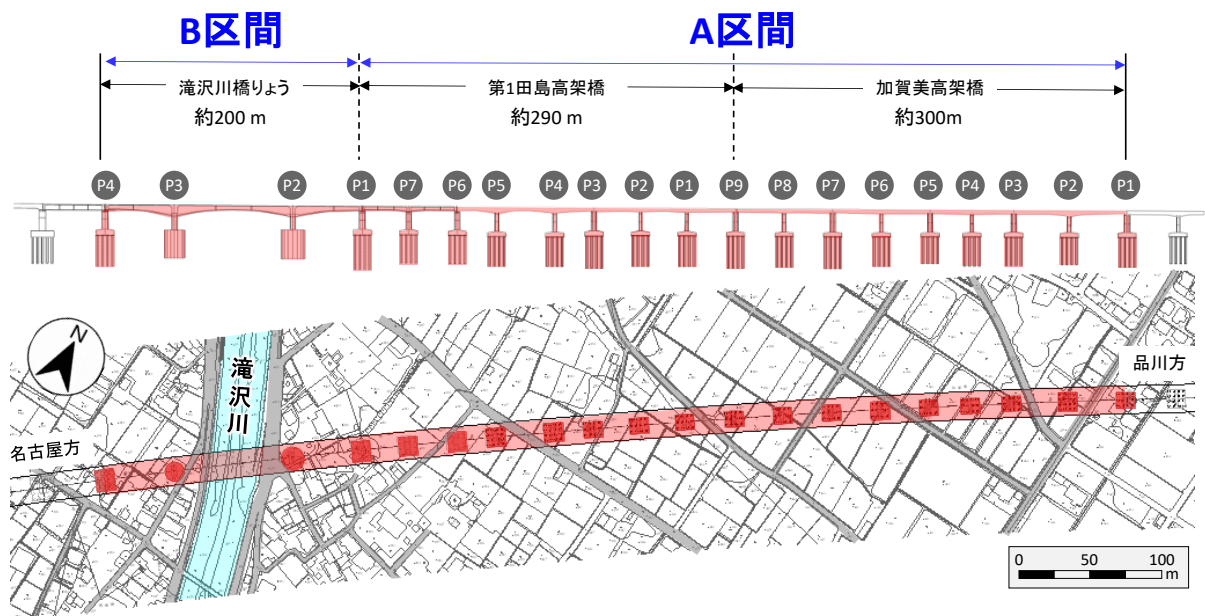 B区間
A区間
滝沢川橋りょう
約200 m
第1田島高架橋
約290 m
加賀美高架橋
約300m
P4 P3 P2 P1 P7 P6 P5 P4 P3 P2 P1 P9 P8 P7 P6 P5 P4 P3 P2 P1
N
滝沢川
品川方
名古屋方
0 50 100
m